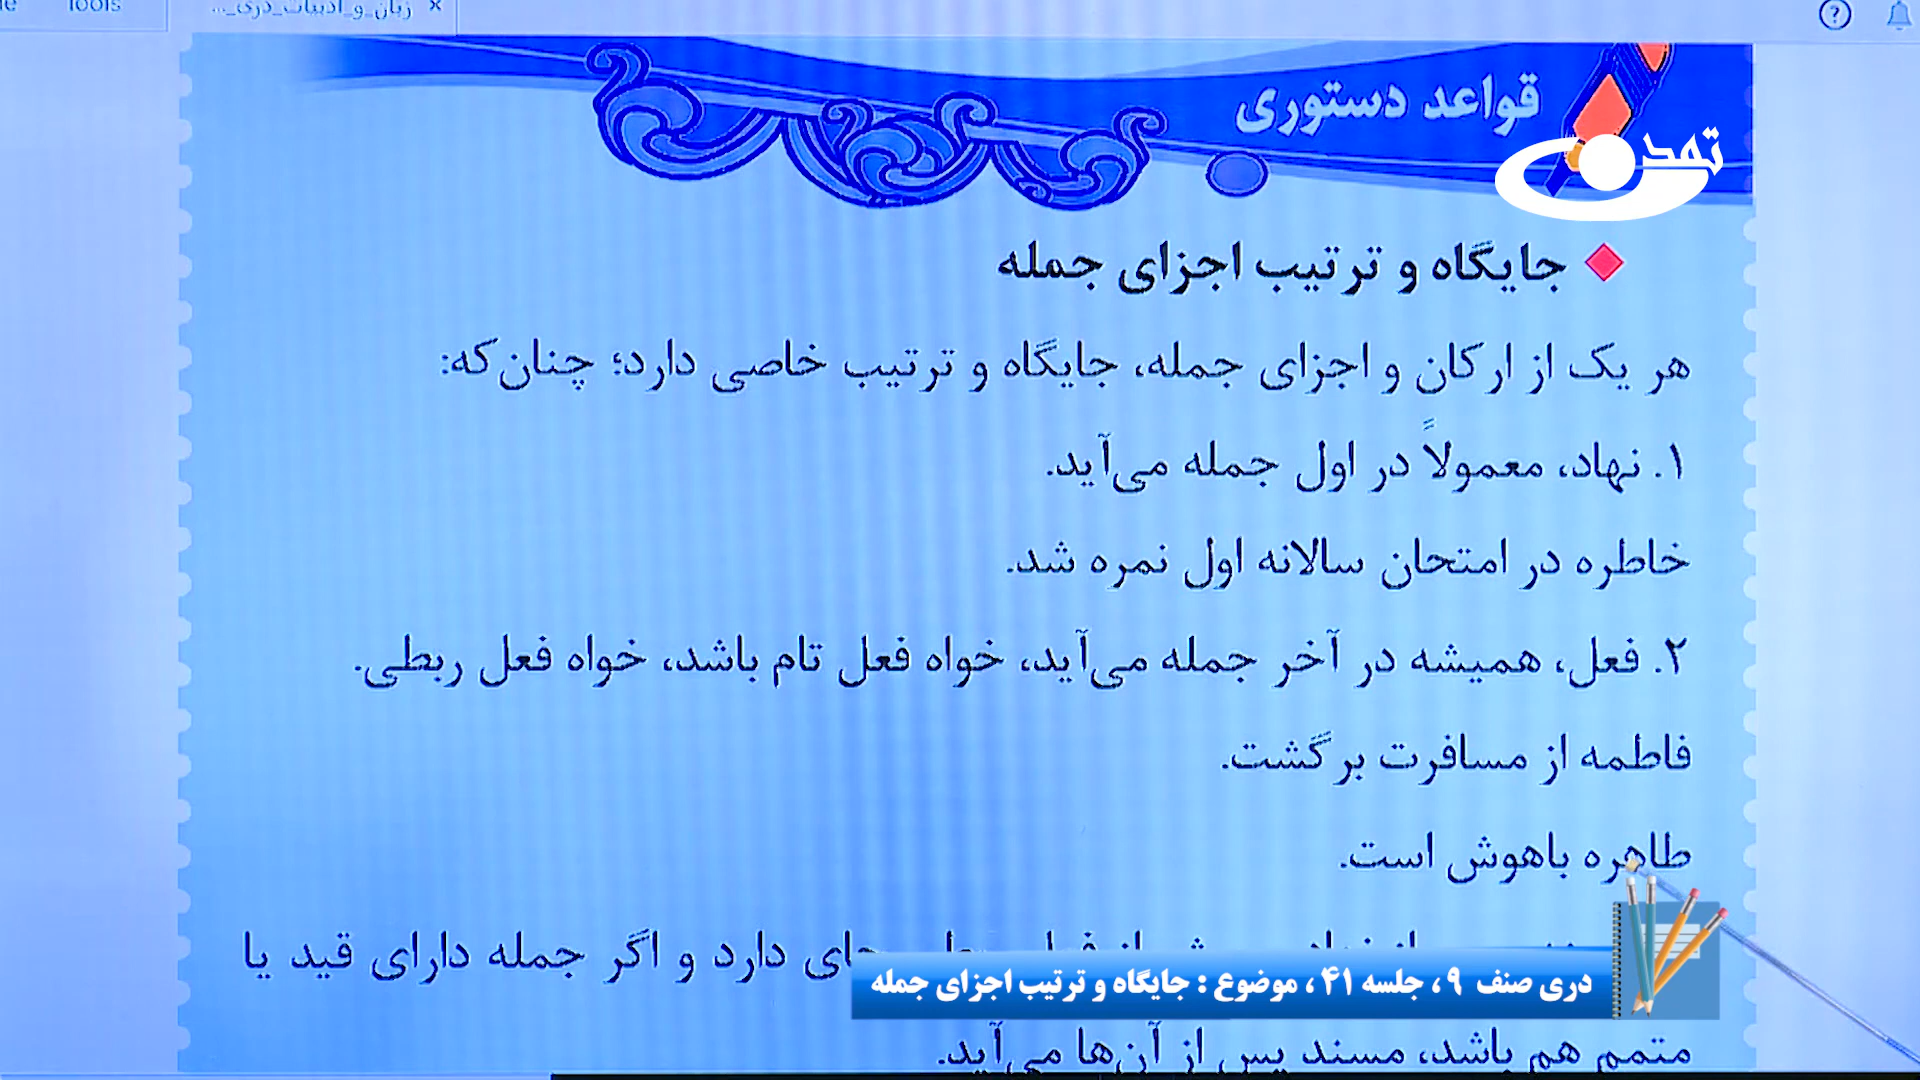 Tools
زبان_و_ادبیات_دری_...
قواعد دستوری
تمدن
جایگاه و ترتیب اجزای جمله
هر یک از ارکان و اجزای جمله، جایگاه و ترتیب خاصی دارد؛ چنان‌که:
۱. نهاد، معمولاً در اول جمله می‌آید.
خاطره در امتحان سالانه اول نمره شد.
۲. فعل، همیشه در آخر جمله می‌آید، خواه فعل تام باشد، خواه فعل ربطی.
فاطمه از مسافرت برگشت.
طاهره باهوش است.
جای دارد و اگر جمله دارای قید یا
دری صنف ۹ ، جلسه ۴۱ ، موضوع : جایگاه و ترتیب اجزای جمله
متمم هم باشد، مسند پس از آن‌ها می‌آید.